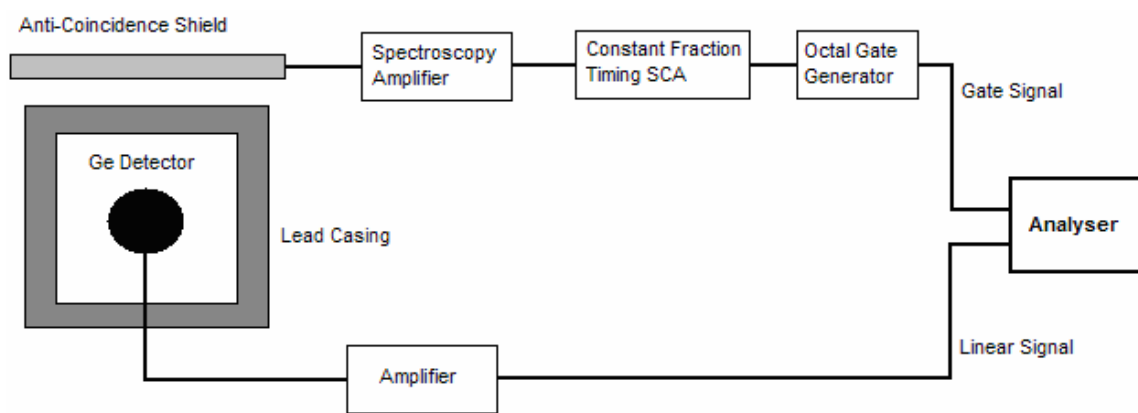 Anti-Coincidence Shield
Spectroscopy
Amplifier
Constant Fraction
Timing SCA
Octal Gate
Generator
Gate Signal
Ge Detector
Lead Casing
Analyser
Linear Signal
Amplifier